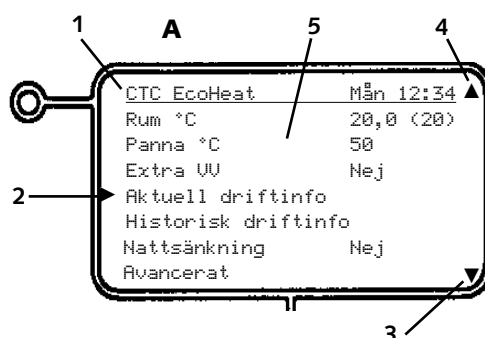 1 A 5 4
CTC EcoHeat Mån 12:34 ▲
Rum °C 20,0 (20)
Panna °C 50
Extra VV Nej
2 Aktuell driftinfo
Historisk driftinfo
Nattsänkning Nej
Avancerat ▼
3